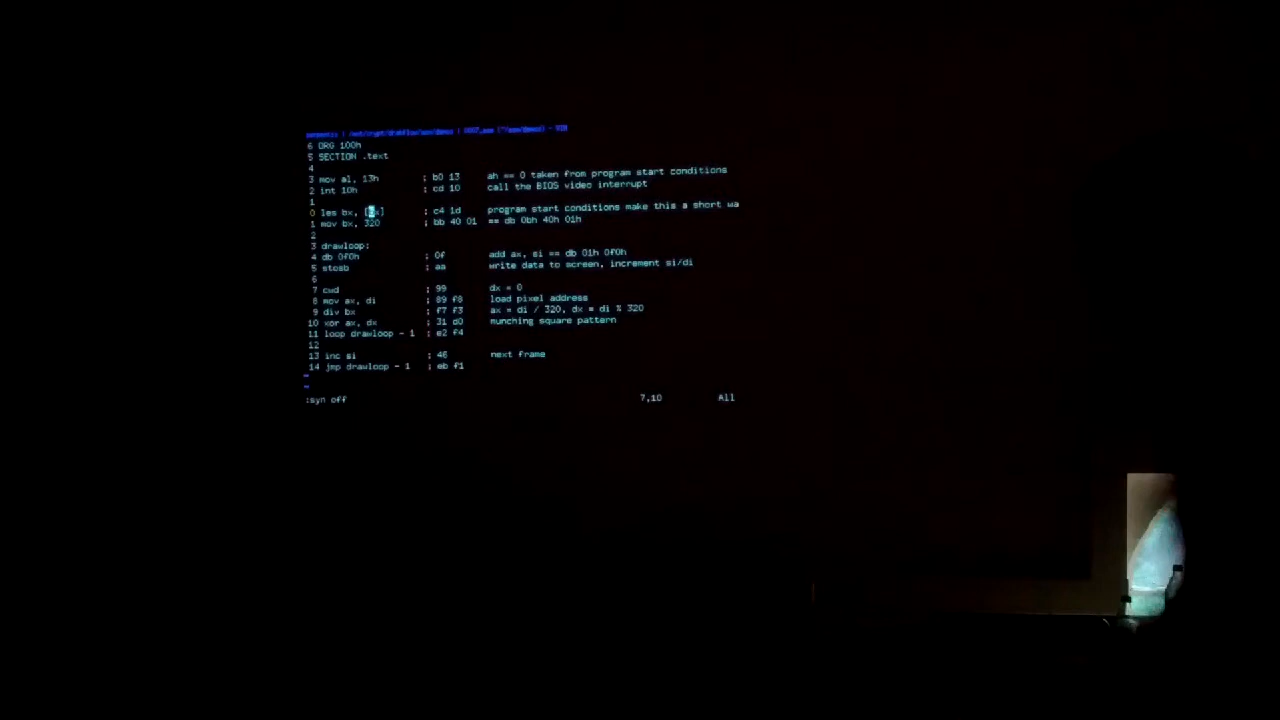 6 ORG 100h
5 SECTION .text
4
3 mov al, 13h ; b0 13 ah == 0 taken from program start conditions
2 int 10h ; cd 10 call the BIOS video interrupt
1
0 les bx, [bx] ; c4 1d program start conditions make this a short wa
1 mov bx, 320 ; bb 40 01 == db 0bh 40h 01h
2
3 drawloop:
4 db 0f0h ; 0f add ax, si == db 01h 0f0h
5 stosb ; aa write data to screen, increment si/di
6
7 cwd ; 99 dx = 0
8 mov ax, di ; 89 f8 load pixel address
9 div bx ; f7 f3 ax = di / 320, dx = di % 320
10 xor ax, dx ; 31 d0 munching square pattern
11 loop drawloop - 1 ; e2 f4
12
13 inc si ; 46 next frame
14 jmp drawloop - 1 ; eb f1
~
~
:syn off 7,10 All